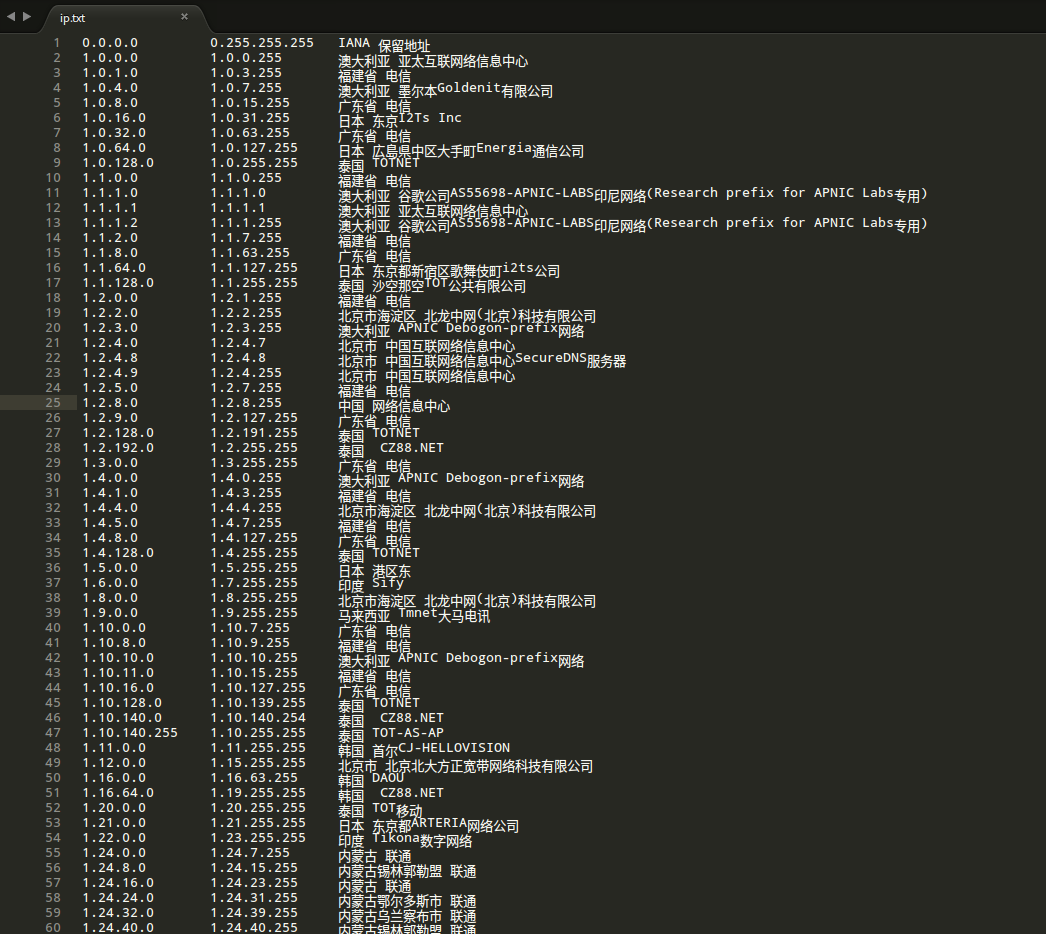 ip.txt ×
1 0.0.0.0 0.255.255.255 IANA 保留地址
2 1.0.0.0 1.0.0.255 澳大利亚 亚太互联网络信息中心
3 1.0.1.0 1.0.3.255 福建省 电信
4 1.0.4.0 1.0.7.255 澳大利亚 墨尔本Goldenit有限公司
5 1.0.8.0 1.0.15.255 广东省 电信
6 1.0.16.0 1.0.31.255 日本 东京I2Ts Inc
7 1.0.32.0 1.0.63.255 广东省 电信
8 1.0.64.0 1.0.127.255 日本 広島県中区大手町Energia通信公司
9 1.0.128.0 1.0.255.255 泰国 TOTNET
10 1.1.0.0 1.1.0.255 福建省 电信
11 1.1.1.0 1.1.1.0 澳大利亚 谷歌公司AS55698-APNIC-LABS印尼网络(Research prefix for APNIC Labs专用)
12 1.1.1.1 1.1.1.1 澳大利亚 亚太互联网络信息中心
13 1.1.1.2 1.1.1.255 澳大利亚 谷歌公司AS55698-APNIC-LABS印尼网络(Research prefix for APNIC Labs专用)
14 1.1.2.0 1.1.7.255 福建省 电信
15 1.1.8.0 1.1.63.255 广东省 电信
16 1.1.64.0 1.1.127.255 日本 东京都新宿区歌舞伎町i2ts公司
17 1.1.128.0 1.1.255.255 泰国 沙空那空TOT公共有限公司
18 1.2.0.0 1.2.1.255 福建省 电信
19 1.2.2.0 1.2.2.255 北京市海淀区 北龙中网(北京)科技有限公司
20 1.2.3.0 1.2.3.255 澳大利亚 APNIC Debogon-prefix网络
21 1.2.4.0 1.2.4.7 北京市 中国互联网络信息中心
22 1.2.4.8 1.2.4.8 北京市 中国互联网络信息中心SecureDNS服务器
23 1.2.4.9 1.2.4.255 北京市 中国互联网络信息中心
24 1.2.5.0 1.2.7.255 福建省 电信
25 1.2.8.0 1.2.8.255 中国 网络信息中心
26 1.2.9.0 1.2.127.255 广东省 电信
27 1.2.128.0 1.2.191.255 泰国 TOTNET
28 1.2.192.0 1.2.255.255 泰国 CZ88.NET
29 1.3.0.0 1.3.255.255 广东省 电信
30 1.4.0.0 1.4.0.255 澳大利亚 APNIC Debogon-prefix网络
31 1.4.1.0 1.4.3.255 福建省 电信
32 1.4.4.0 1.4.4.255 北京市海淀区 北龙中网(北京)科技有限公司
33 1.4.5.0 1.4.7.255 福建省 电信
34 1.4.8.0 1.4.127.255 广东省 电信
35 1.4.128.0 1.4.255.255 泰国 TOTNET
36 1.5.0.0 1.5.255.255 日本 港区东
37 1.6.0.0 1.7.255.255 印度 Sify
38 1.8.0.0 1.8.255.255 北京市海淀区 北龙中网(北京)科技有限公司
39 1.9.0.0 1.9.255.255 马来西亚 Tmnet大马电讯
40 1.10.0.0 1.10.7.255 广东省 电信
41 1.10.8.0 1.10.9.255 福建省 电信
42 1.10.10.0 1.10.10.255 澳大利亚 APNIC Debogon-prefix网络
43 1.10.11.0 1.10.15.255 福建省 电信
44 1.10.16.0 1.10.127.255 广东省 电信
45 1.10.128.0 1.10.139.255 泰国 TOTNET
46 1.10.140.0 1.10.140.254 泰国 CZ88.NET
47 1.10.140.255 1.10.255.255 泰国 TOT-AS-AP
48 1.11.0.0 1.11.255.255 韩国 首尔CJ-HELLOVISION
49 1.12.0.0 1.15.255.255 北京市 北京北大方正宽带网络科技有限公司
50 1.16.0.0 1.16.63.255 韩国 DAOU
51 1.16.64.0 1.19.255.255 韩国 CZ88.NET
52 1.20.0.0 1.20.255.255 泰国 TOT移动
53 1.21.0.0 1.21.255.255 日本 东京都ARTERIA网络公司
54 1.22.0.0 1.23.255.255 印度 Tikona数字网络
55 1.24.0.0 1.24.7.255 内蒙古 联通
56 1.24.8.0 1.24.15.255 内蒙古锡林郭勒盟 联通
57 1.24.16.0 1.24.23.255 内蒙古 联通
58 1.24.24.0 1.24.31.255 内蒙古鄂尔多斯市 联通
59 1.24.32.0 1.24.39.255 内蒙古乌兰察布市 联通
60 1.24.40.0 1.24.40.255 内蒙古锡林郭勒盟 联通